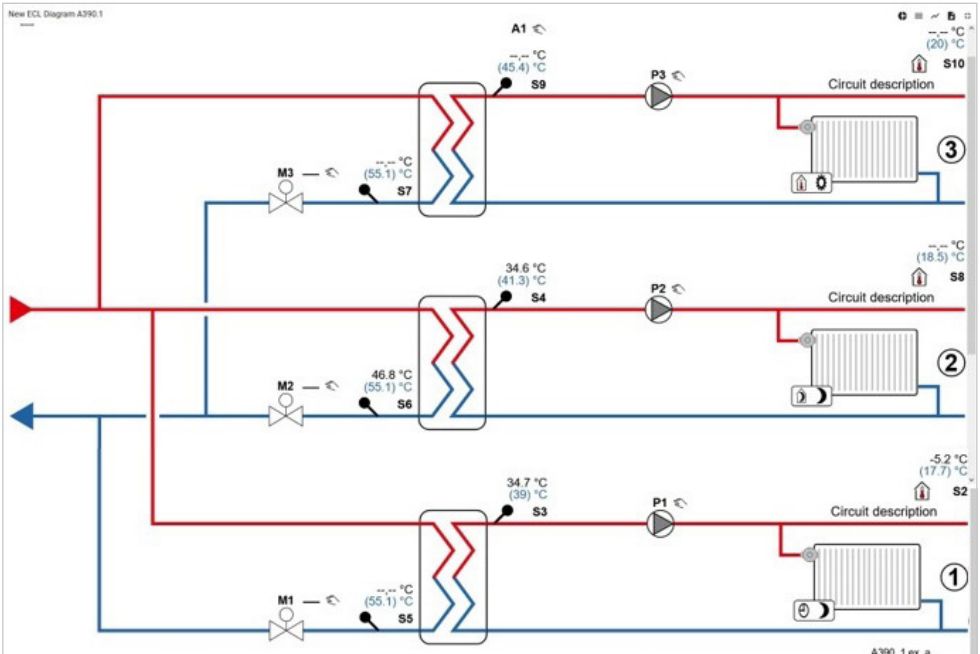 New ECL Diagram A390.1
A1
--,-- °C
(20) °C
S10
--,-- °C
(45.4) °C
S9
P3
Circuit description
3
--,-- °C
(55.1) °C
S7
M3 —
--,-- °C
(18.5) °C
S8
34.6 °C
(41.3) °C
S4
P2
Circuit description
2
46.8 °C
(55.1) °C
S6
M2 —
-5.2 °C
(17.7) °C
S2
34.7 °C
(39) °C
S3
P1
Circuit description
1
--,-- °C
(55.1) °C
S5
M1 —
A390. 1 ex. a